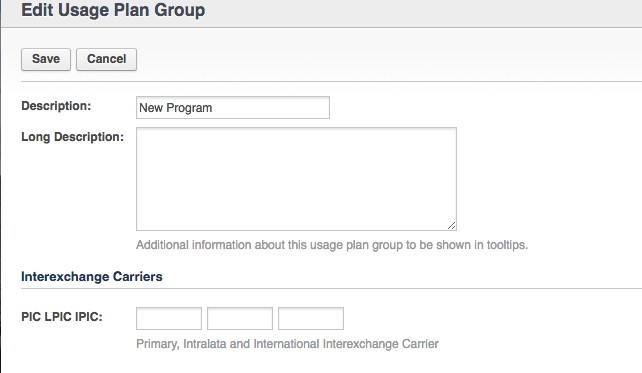 Edit Usage Plan Group
Save Cancel
Description: New Program
Long Description:
Additional information about this usage plan group to be shown in tooltips.
Interexchange Carriers
PIC LPIC IPIC:
Primary, Intralata and International Interexchange Carrier